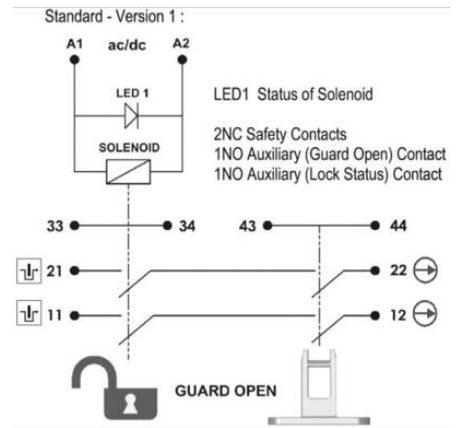 Standard - Version 1 :
A1 ac/dc A2
LED 1
LED1 Status of Solenoid
SOLENOID
2NC Safety Contacts
1NO Auxiliary (Guard Open) Contact
1NO Auxiliary (Lock Status) Contact
33 34 43 44
21 22
11 12
GUARD OPEN